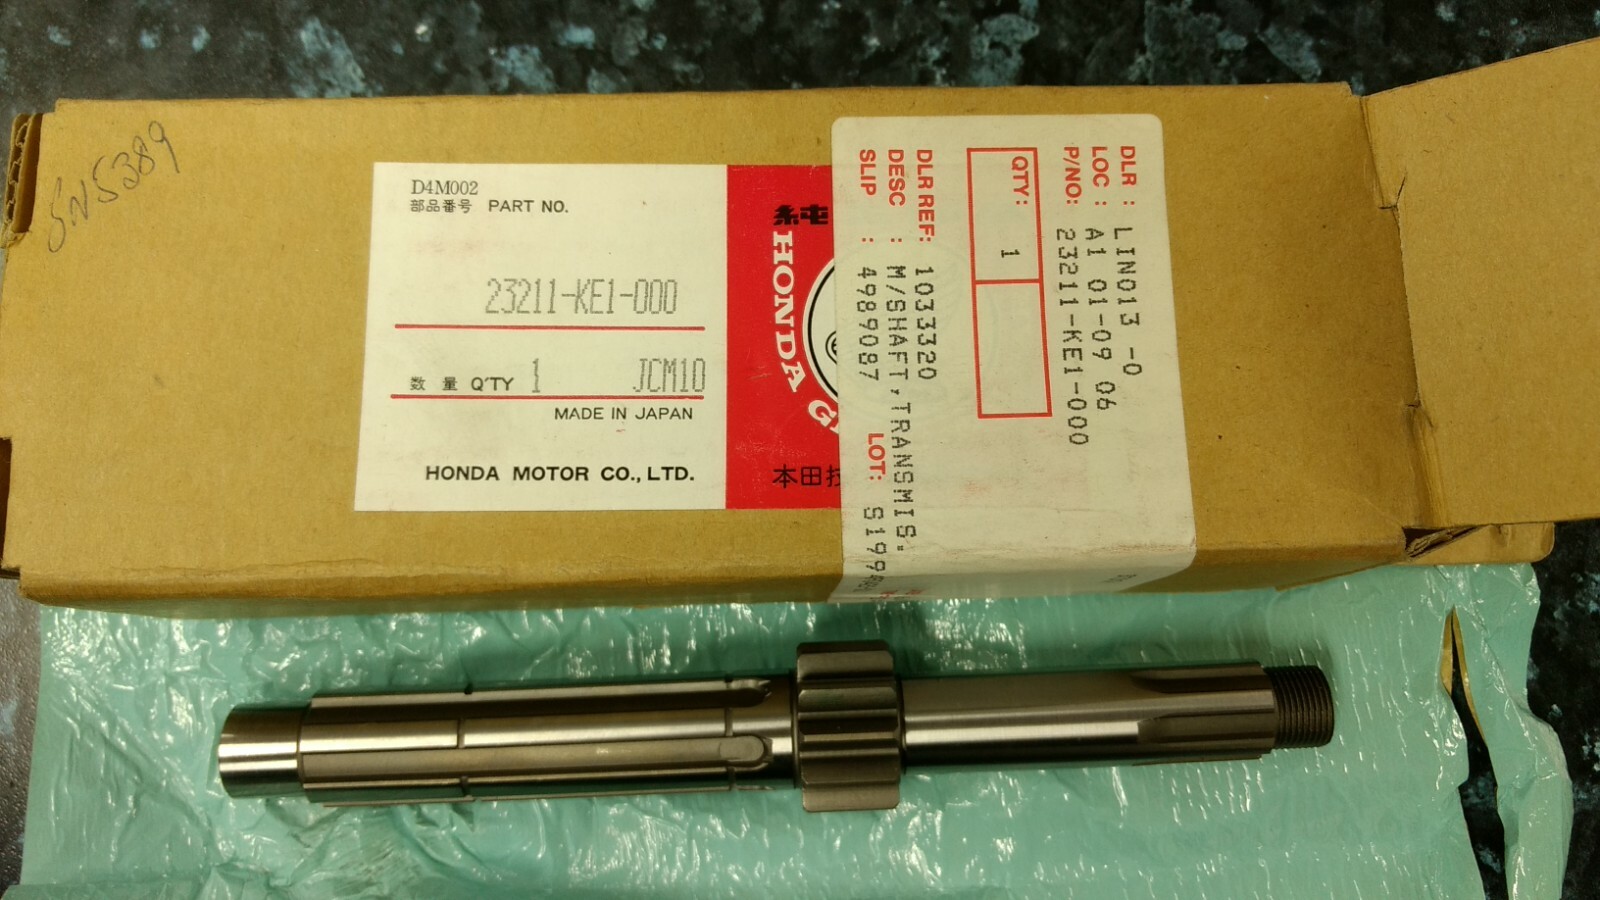 S.N5389
D4M002
部品番号 PART NO.
23211-KE1-000
数量 Q'TY 1 JCM10
MADE IN JAPAN
HONDA MOTOR CO., LTD.
純
HONDA
本田技
DLR : LIN013 -0
LOC : A1 01-09 06
P/NO: 23211-KE1-000
QTY: 1
DLR REF: 1033320
DESC : M/SHAFT,TRANSMIS.
SLIP : 4989087 LOT: